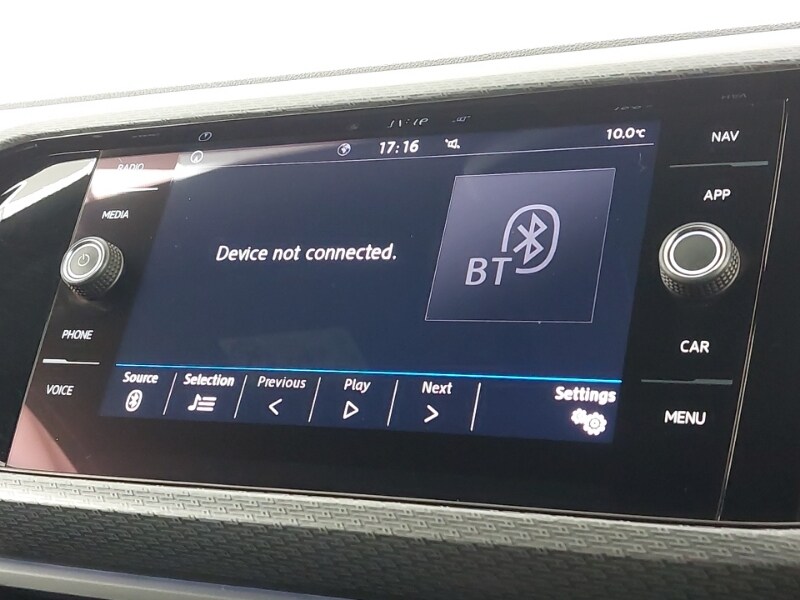 17:16
10.0°C
RADIO
MEDIA
PHONE
VOICE
Device not connected.
BT
NAV
APP
CAR
MENU
Source
Selection
Previous
Play
Next
Settings